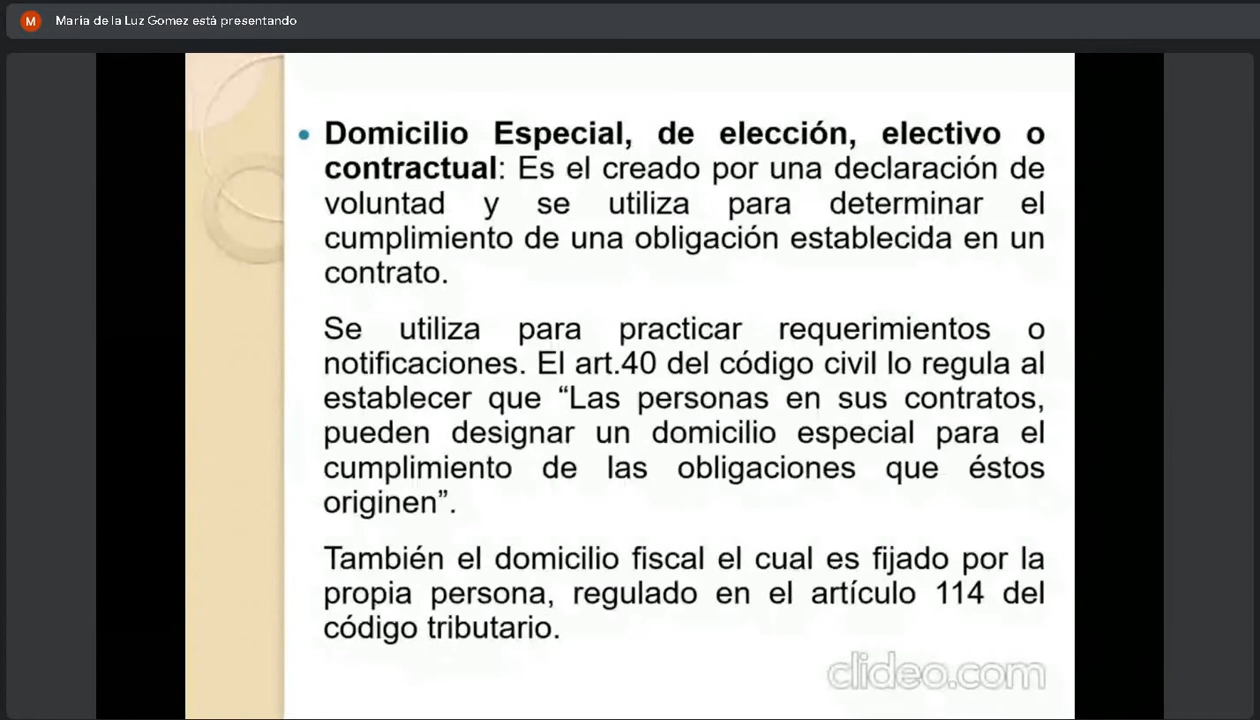 M
Maria de la Luz Gomez está presentando
• Domicilio Especial, de elección, electivo o
contractual: Es el creado por una declaración de
voluntad y se utiliza para determinar el
cumplimiento de una obligación establecida en un
contrato.
Se utiliza para practicar requerimientos o
notificaciones. El art.40 del código civil lo regula al
establecer que “Las personas en sus contratos,
pueden designar un domicilio especial para el
cumplimiento de las obligaciones que éstos
originen”.
También el domicilio fiscal el cual es fijado por la
propia persona, regulado en el artículo 114 del
código tributario.
clideo.com